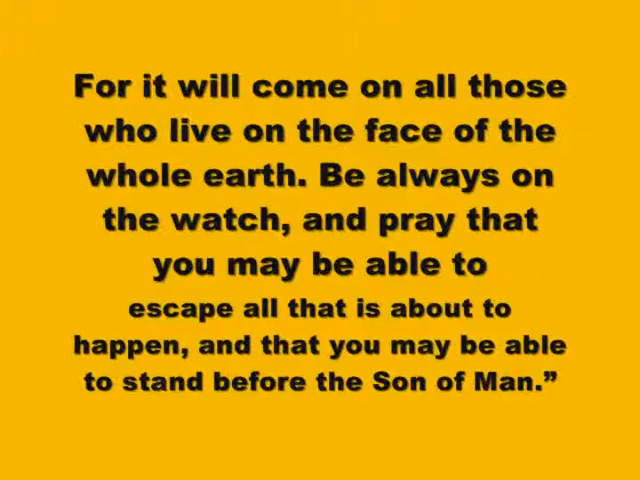 For it will come on all those
who live on the face of the
whole earth. Be always on
the watch, and pray that
you may be able to
escape all that is about to
happen, and that you may be able
to stand before the Son of Man.”